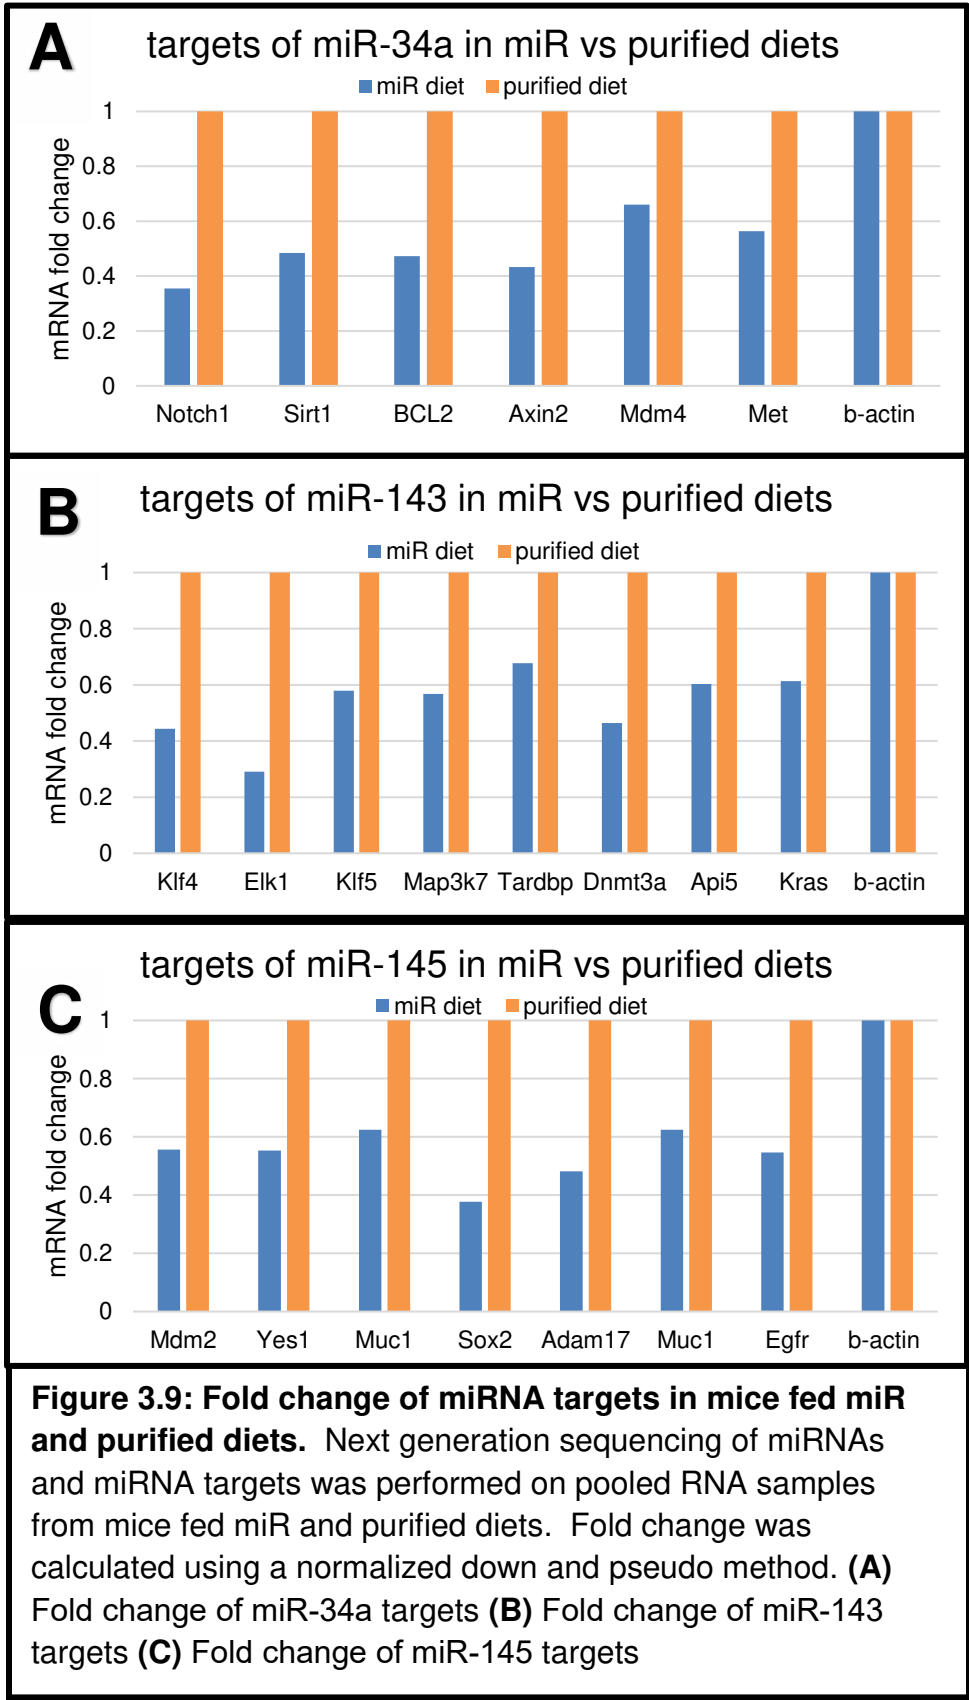 A
targets of miR-34a in miR vs purified diets
miR diet purified diet
mRNA fold change
1
0.8
0.6
0.4
0.2
0
Notch1 Sirt1 BCL2 Axin2 Mdm4 Met b-actin
B
targets of miR-143 in miR vs purified diets
miR diet purified diet
mRNA fold change
1
0.8
0.6
0.4
0.2
0
Klf4 Elk1 Klf5 Map3k7 Tardbp Dnmt3a Api5 Kras b-actin
C
targets of miR-145 in miR vs purified diets
miR diet purified diet
mRNA fold change
1
0.8
0.6
0.4
0.2
0
Mdm2 Yes1 Muc1 Sox2 Adam17 Muc1 Egfr b-actin
Figure 3.9: Fold change of miRNA targets in mice fed miR
and purified diets. Next generation sequencing of miRNAs
and miRNA targets was performed on pooled RNA samples
from mice fed miR and purified diets. Fold change was
calculated using a normalized down and pseudo method. (A)
Fold change of miR-34a targets (B) Fold change of miR-143
targets (C) Fold change of miR-145 targets